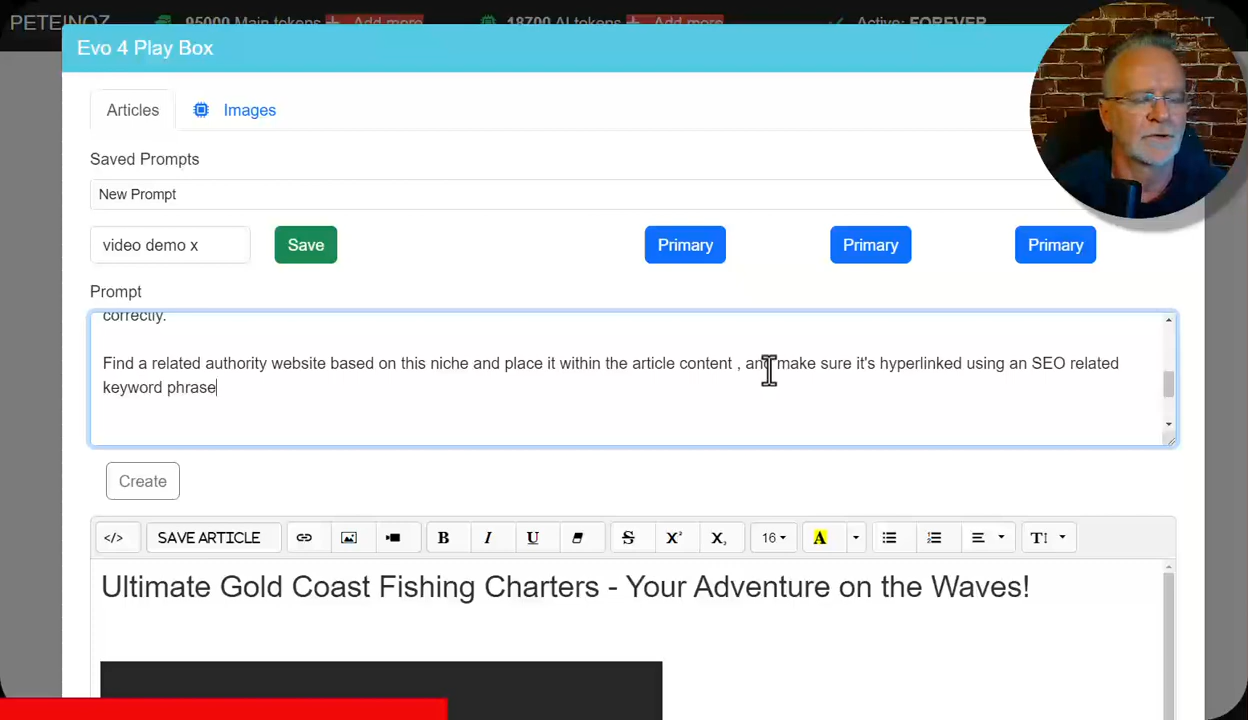 PETEINOZ 95000 Main tokens + Add more 18700 AI tokens + Add more Active: FOREVER
Evo 4 Play Box
Articles Images
Saved Prompts
New Prompt
video demo x Save Primary Primary Primary
Prompt
correctly.
Find a related authority website based on this niche and place it within the article content , and make sure it's hyperlinked using an SEO related
keyword phrase
Create
</> SAVE ARTICLE B I U S X² X, 16 A T
Ultimate Gold Coast Fishing Charters - Your Adventure on the Waves!